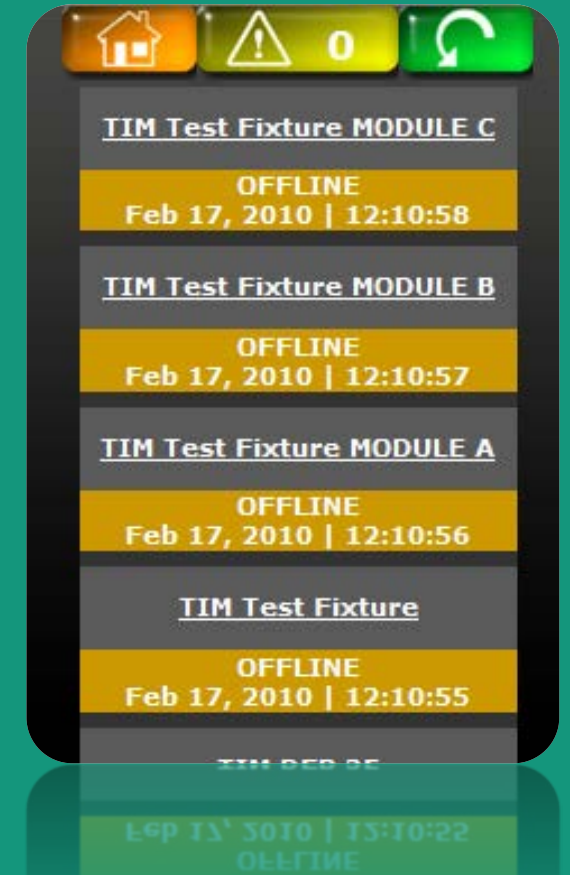 0
TIM Test Fixture MODULE C
OFFLINE
Feb 17, 2010 | 12:10:58
TIM Test Fixture MODULE B
OFFLINE
Feb 17, 2010 | 12:10:57
TIM Test Fixture MODULE A
OFFLINE
Feb 17, 2010 | 12:10:56
TIM Test Fixture
OFFLINE
Feb 17, 2010 | 12:10:55
TIM